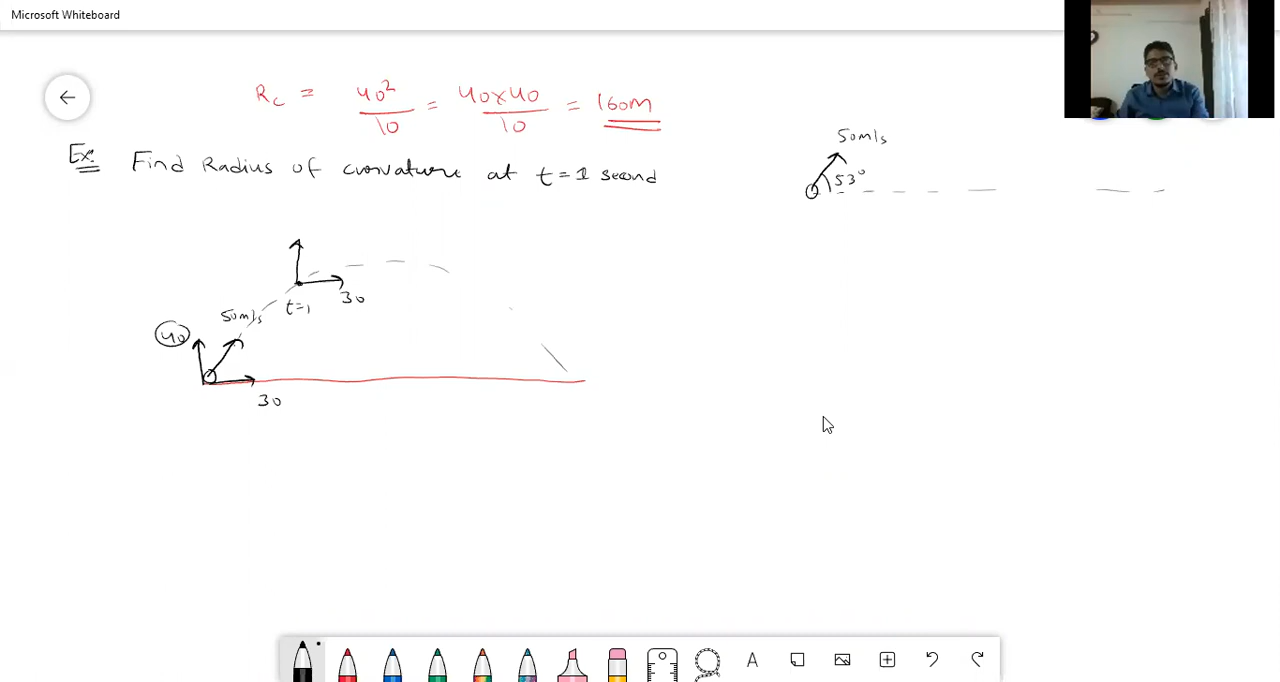 Microsoft Whiteboard
Rc = 40²/10 = 40×40/10 = 160m
Ex: Find Radius of curvature at t = 1 second
50m/s
53°
30
t=1
50m/s
40
30
A